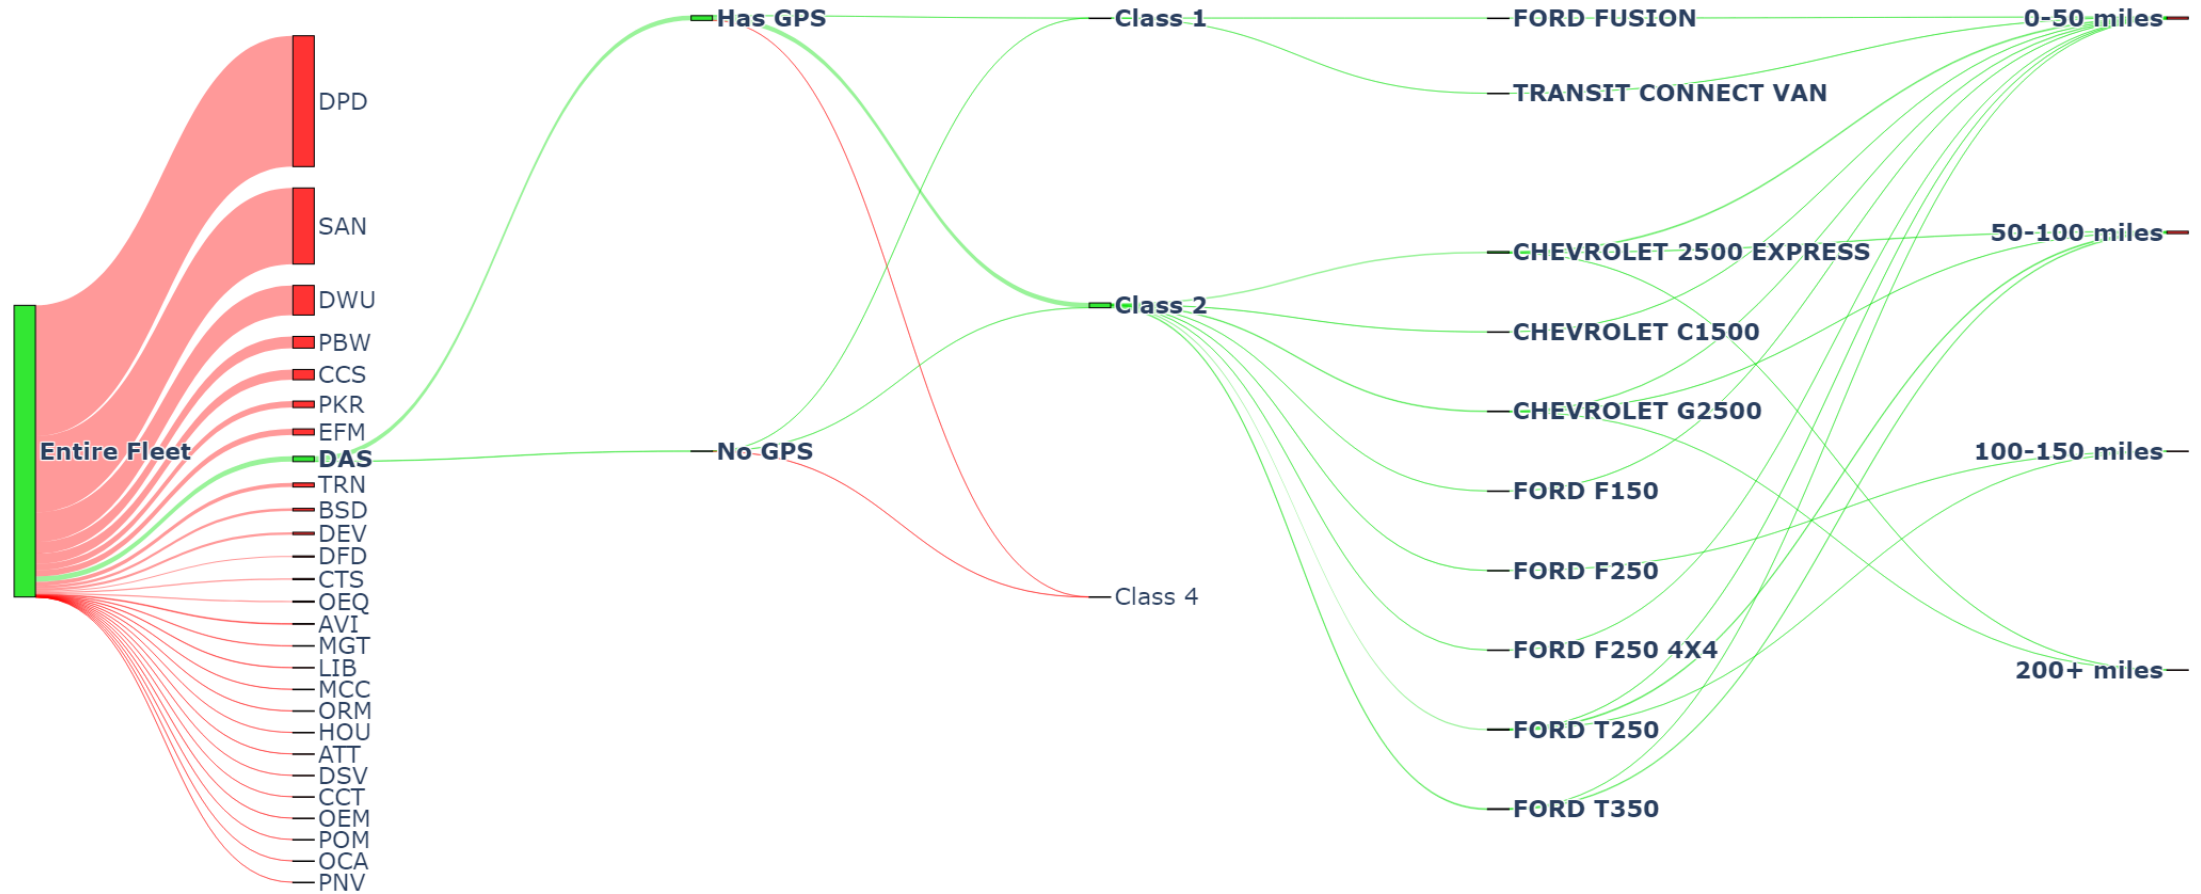 Entire Fleet
DPD
SAN
DWU
PBW
CCS
PKR
EFM
DAS
TRN
BSD
DEV
DFD
CTS
OEQ
AVI
MGT
LIB
MCC
ORM
HOU
ATT
DSV
CCT
OEM
POM
OCA
PNV
Has GPS
No GPS
Class 1
Class 2
Class 4
FORD FUSION
TRANSIT CONNECT VAN
CHEVROLET 2500 EXPRESS
CHEVROLET C1500
CHEVROLET G2500
FORD F150
FORD F250
FORD F250 4X4
FORD T250
FORD T350
0-50 miles
50-100 miles
100-150 miles
200+ miles